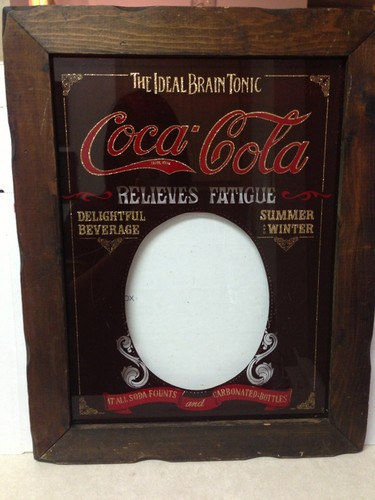 THE IDEAL BRAIN TONIC
Coca-Cola
RELIEVES FATIGUE
DELIGHTFUL BEVERAGE
SUMMER
WINTER
AT ALL SODA FOUNTS and CARBONATED IN BOTTLES